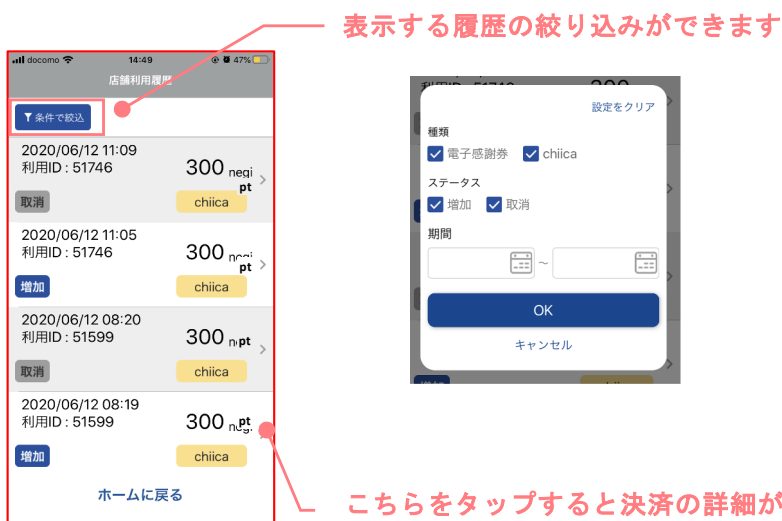 表示する履歴の絞り込みができます
docomo 14:49 47%
店舗利用履歴
条件で絞込
2020/06/12 11:09
利用ID : 51746
300 negi
pt
取消
chiica
2020/06/12 11:05
利用ID : 51746
300
pt
増加
chiica
2020/06/12 08:20
利用ID : 51599
300 pt
取消
chiica
2020/06/12 08:19
利用ID : 51599
300 pt
増加
chiica
ホームに戻る
設定をクリア
種類
電子感謝券 chiica
ステータス
増加 取消
期間
~
OK
キャンセル
こちらをタップすると決済の詳細が